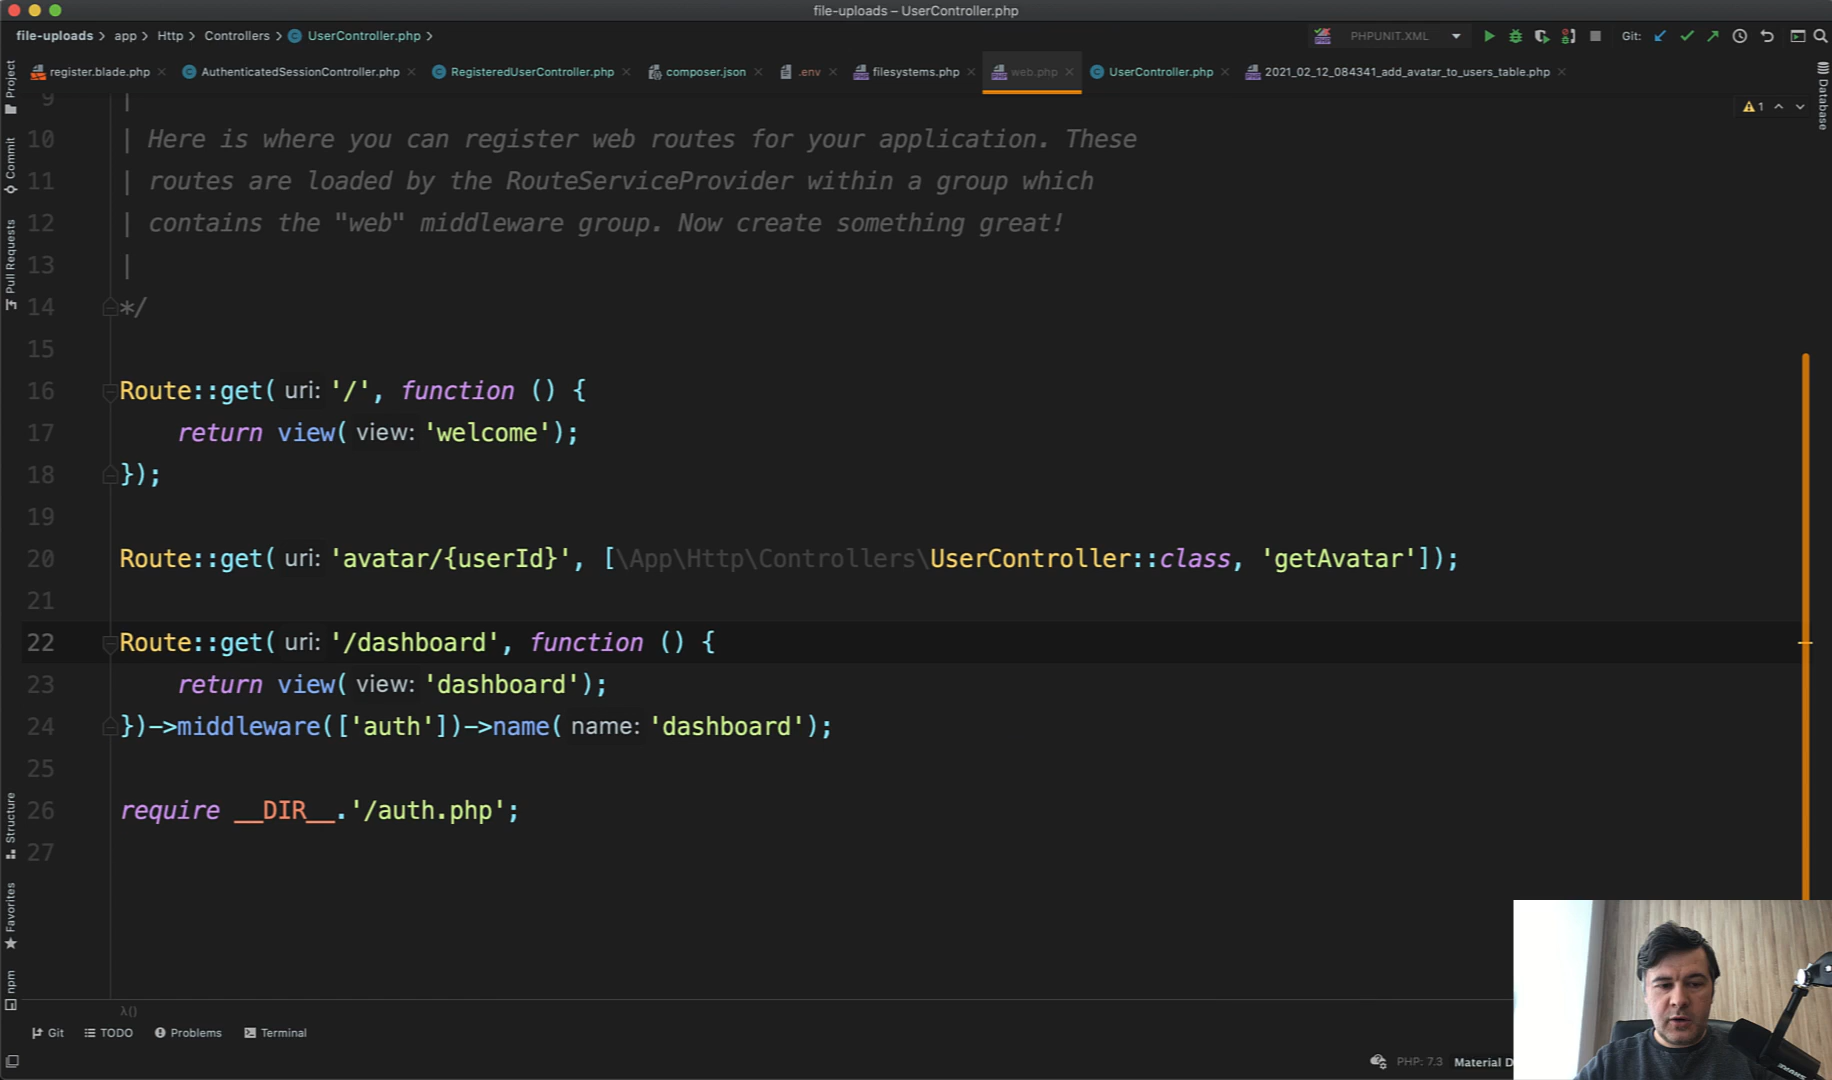 file-uploads – UserController.php
file-uploads > app > Http > Controllers > UserController.php >
PHPUNIT.XML
Git:
register.blade.php
AuthenticatedSessionController.php
RegisteredUserController.php
composer.json
.env
filesystems.php
web.php
UserController.php
2021_02_12_084341_add_avatar_to_users_table.php
Project
Commit
Pull Requests
Structure
Favorites
npm
Database
1
9 |
10 | Here is where you can register web routes for your application. These
11 | routes are loaded by the RouteServiceProvider within a group which
12 | contains the "web" middleware group. Now create something great!
13 |
14 */
15
16 Route::get( uri: '/', function () {
17 return view( view: 'welcome');
18 });
19
20 Route::get( uri: 'avatar/{userId}', [\App\Http\Controllers\UserController::class, 'getAvatar']);
21
22 Route::get( uri: '/dashboard', function () {
23 return view( view: 'dashboard');
24 })->middleware(['auth'])->name( name: 'dashboard');
25
26 require __DIR__.'/auth.php';
27
λ()
Git
TODO
Problems
Terminal
PHP: 7.3
Material D